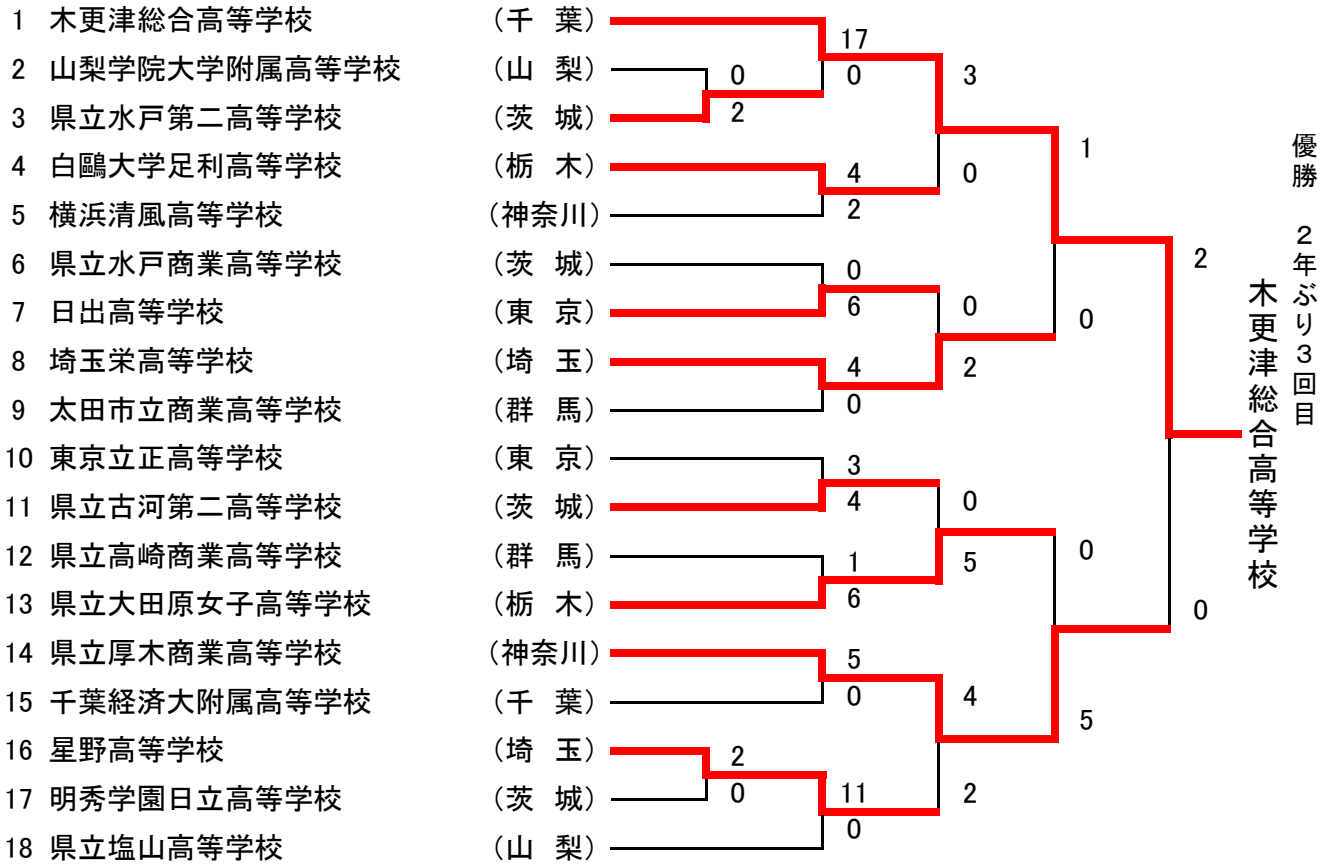 1 木更津総合高等学校 (千 葉)
2 山梨学院大学附属高等学校 (山 梨)
3 県立水戸第二高等学校 (茨 城)
4 白鷗大学足利高等学校 (栃 木)
5 横浜清風高等学校 (神奈川)
6 県立水戸商業高等学校 (茨 城)
7 日出高等学校 (東 京)
8 埼玉栄高等学校 (埼 玉)
9 太田市立商業高等学校 (群 馬)
10 東京立正高等学校 (東 京)
11 県立古河第二高等学校 (茨 城)
12 県立高崎商業高等学校 (群 馬)
13 県立大田原女子高等学校 (栃 木)
14 県立厚木商業高等学校 (神奈川)
15 千葉経済大附属高等学校 (千 葉)
16 星野高等学校 (埼 玉)
17 明秀学園日立高等学校 (茨 城)
18 県立塩山高等学校 (山 梨)
0
2
2
0
17
0
4
2
0
6
4
0
3
4
1
6
5
0
11
0
3
0
0
2
0
5
4
2
1
0
0
5
2
0
木更津総合高等学校
優勝 2年ぶり3回目